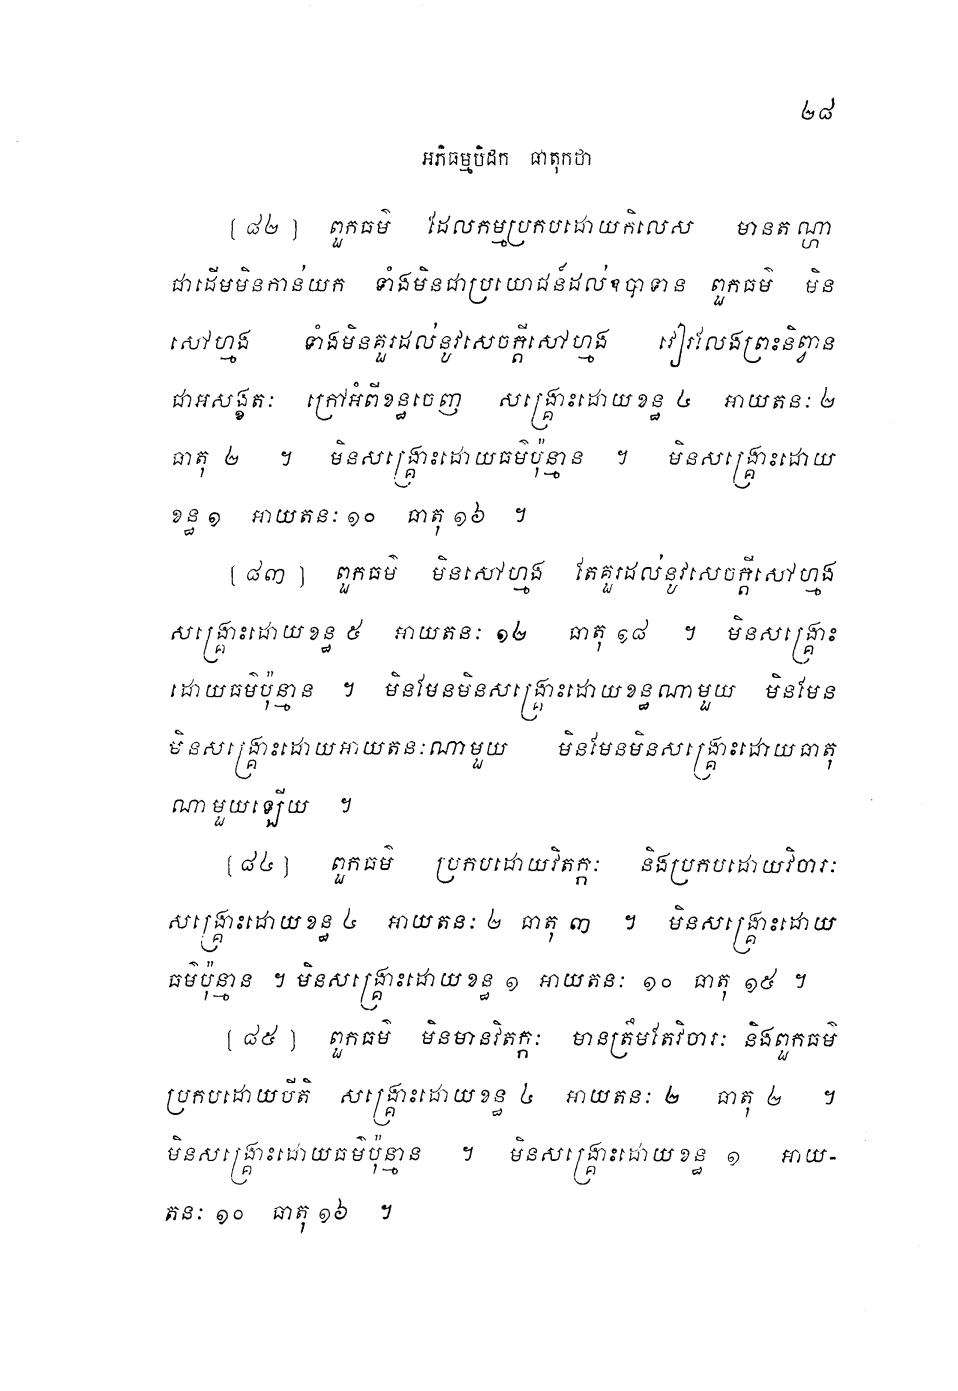 ២៨
អភិធម្មបិដក ធាតុកថា
[៨២] ពួកធម៌ ដែលកម្មប្រកបដោយកិលេស មានតណ្ហា
ជាដើមមិនកាន់យក ទាំងមិនជាប្រយោជន៍ដល់ឧបាទាន ពួកធម៌ មិន
សៅហ្មង ទាំងមិនគួរដល់នូវសេចក្តីសៅហ្មង វៀរលែងព្រះនិព្វាន
ជាអសង្ខតៈ ក្រៅអំពីខន្ធចេញ សង្គ្រោះដោយខន្ធ ៤ អាយតនៈ ២
ធាតុ ២ ។ មិនសង្គ្រោះដោយធម៌ប៉ុន្មាន ។ មិនសង្គ្រោះដោយ
ខន្ធ ១ អាយតនៈ ១០ ធាតុ ១៦ ។
[៨៣] ពួកធម៌ មិនសៅហ្មង តែគួរដល់នូវសេចក្តីសៅហ្មង
សង្គ្រោះដោយខន្ធ ៥ អាយតនៈ ១២ ធាតុ ១៨ ។ មិនសង្គ្រោះ
ដោយធម៌ប៉ុន្មាន ។ មិនមែនមិនសង្គ្រោះដោយខន្ធណាមួយ មិនមែន
មិនសង្គ្រោះដោយអាយតនៈណាមួយ មិនមែនមិនសង្គ្រោះដោយធាតុ
ណាមួយឡើយ ។
[៨៤] ពួកធម៌ ប្រកបដោយវិតក្កៈ និងប្រកបដោយវិចារៈ
សង្គ្រោះដោយខន្ធ ៤ អាយតនៈ ២ ធាតុ ៣ ។ មិនសង្គ្រោះដោយ
ធម៌ប៉ុន្មាន ។ មិនសង្គ្រោះដោយខន្ធ ១ អាយតនៈ ១០ ធាតុ ១៥ ។
[៨៥] ពួកធម៌ មិនមានវិតក្កៈ មានត្រឹមតែវិចារៈ និងពួកធម៌
ប្រកបដោយបីតិ សង្គ្រោះដោយខន្ធ ៤ អាយតនៈ ២ ធាតុ ២ ។
មិនសង្គ្រោះដោយធម៌ប៉ុន្មាន ។ មិនសង្គ្រោះដោយខន្ធ ១ អាយ-
តនៈ ១០ ធាតុ ១៦ ។